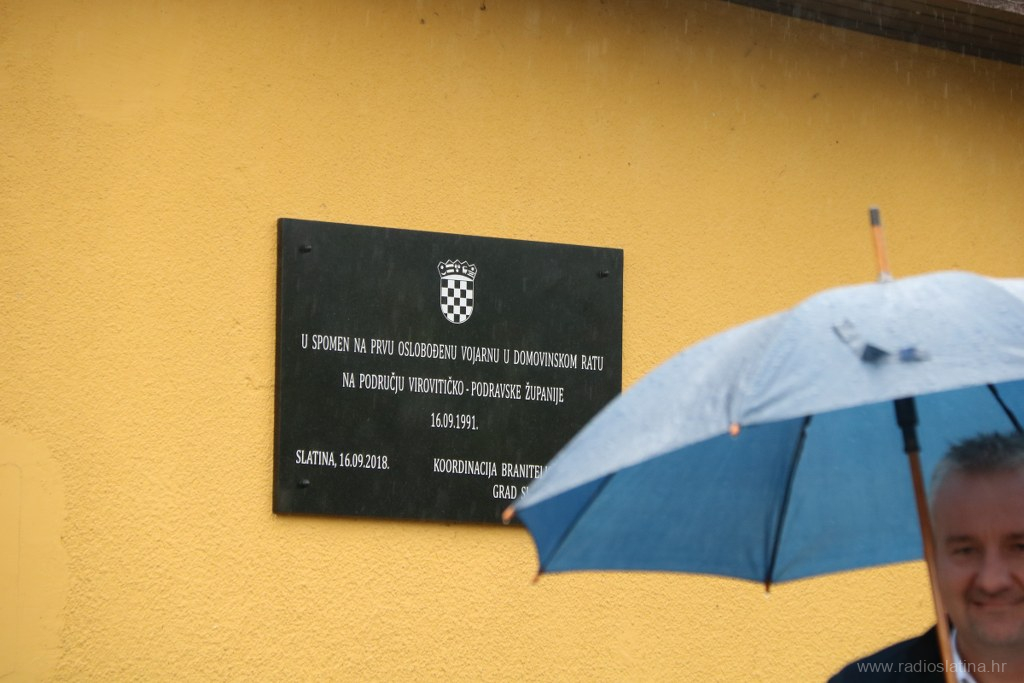 U SPOMEN NA PRVU OSLOBOĐENU VOJARNU U DOMOVINSKOM RATU
NA PODRUČJU VIROVITIČKO - PODRAVSKE ŽUPANIJE
16.09.1991.
SLATINA, 16.09.2018. KOORDINACIJA
GRAD
www.radioslatina.hr